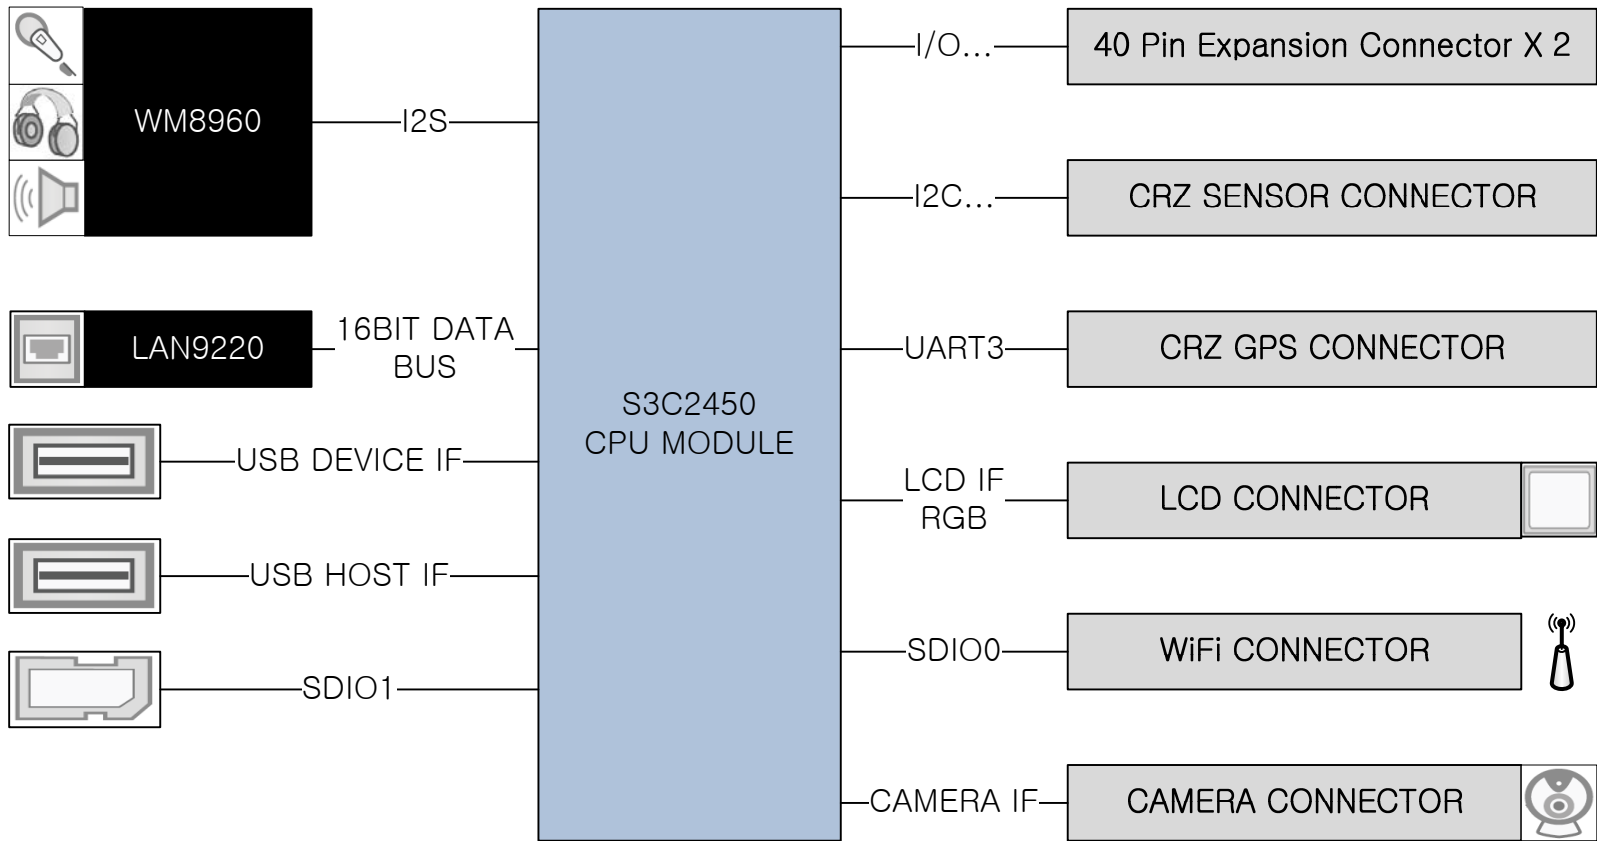 WM8960
I2S
LAN9220
16BIT DATA
BUS
USB DEVICE IF
USB HOST IF
SDIO1
S3C2450
CPU MODULE
I/O...
40 Pin Expansion Connector X 2
I2C...
CRZ SENSOR CONNECTOR
UART3
CRZ GPS CONNECTOR
LCD IF
RGB
LCD CONNECTOR
SDIO0
WiFi CONNECTOR
CAMERA IF
CAMERA CONNECTOR